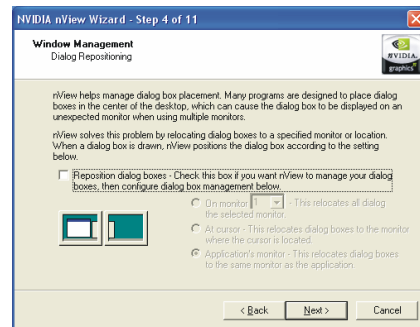 NVIDIA nView Wizard - Step 4 of 11
Window Management
Dialog Repositioning
NVIDIA
graphics
nView helps manage dialog box placement. Many programs are designed to place dialog
boxes in the center of the desktop, which can cause the dialog box to be displayed on an
unexpected monitor when using multiple monitors.
nView solves this problem by relocating dialog boxes to a specified monitor or location.
When a dialog box is drawn, nView positions the dialog box according to the setting
below.
Reposition dialog boxes - Check this box if you want nView to manage your dialog
boxes, then configure dialog box management below.
On monitor 1 - This relocates all dialog
the selected monitor.
At cursor - This relocates dialog boxes to the monitor
where the cursor is located.
Application's monitor - This relocates dialog boxes
to the same monitor as the application.
< Back Next > Cancel